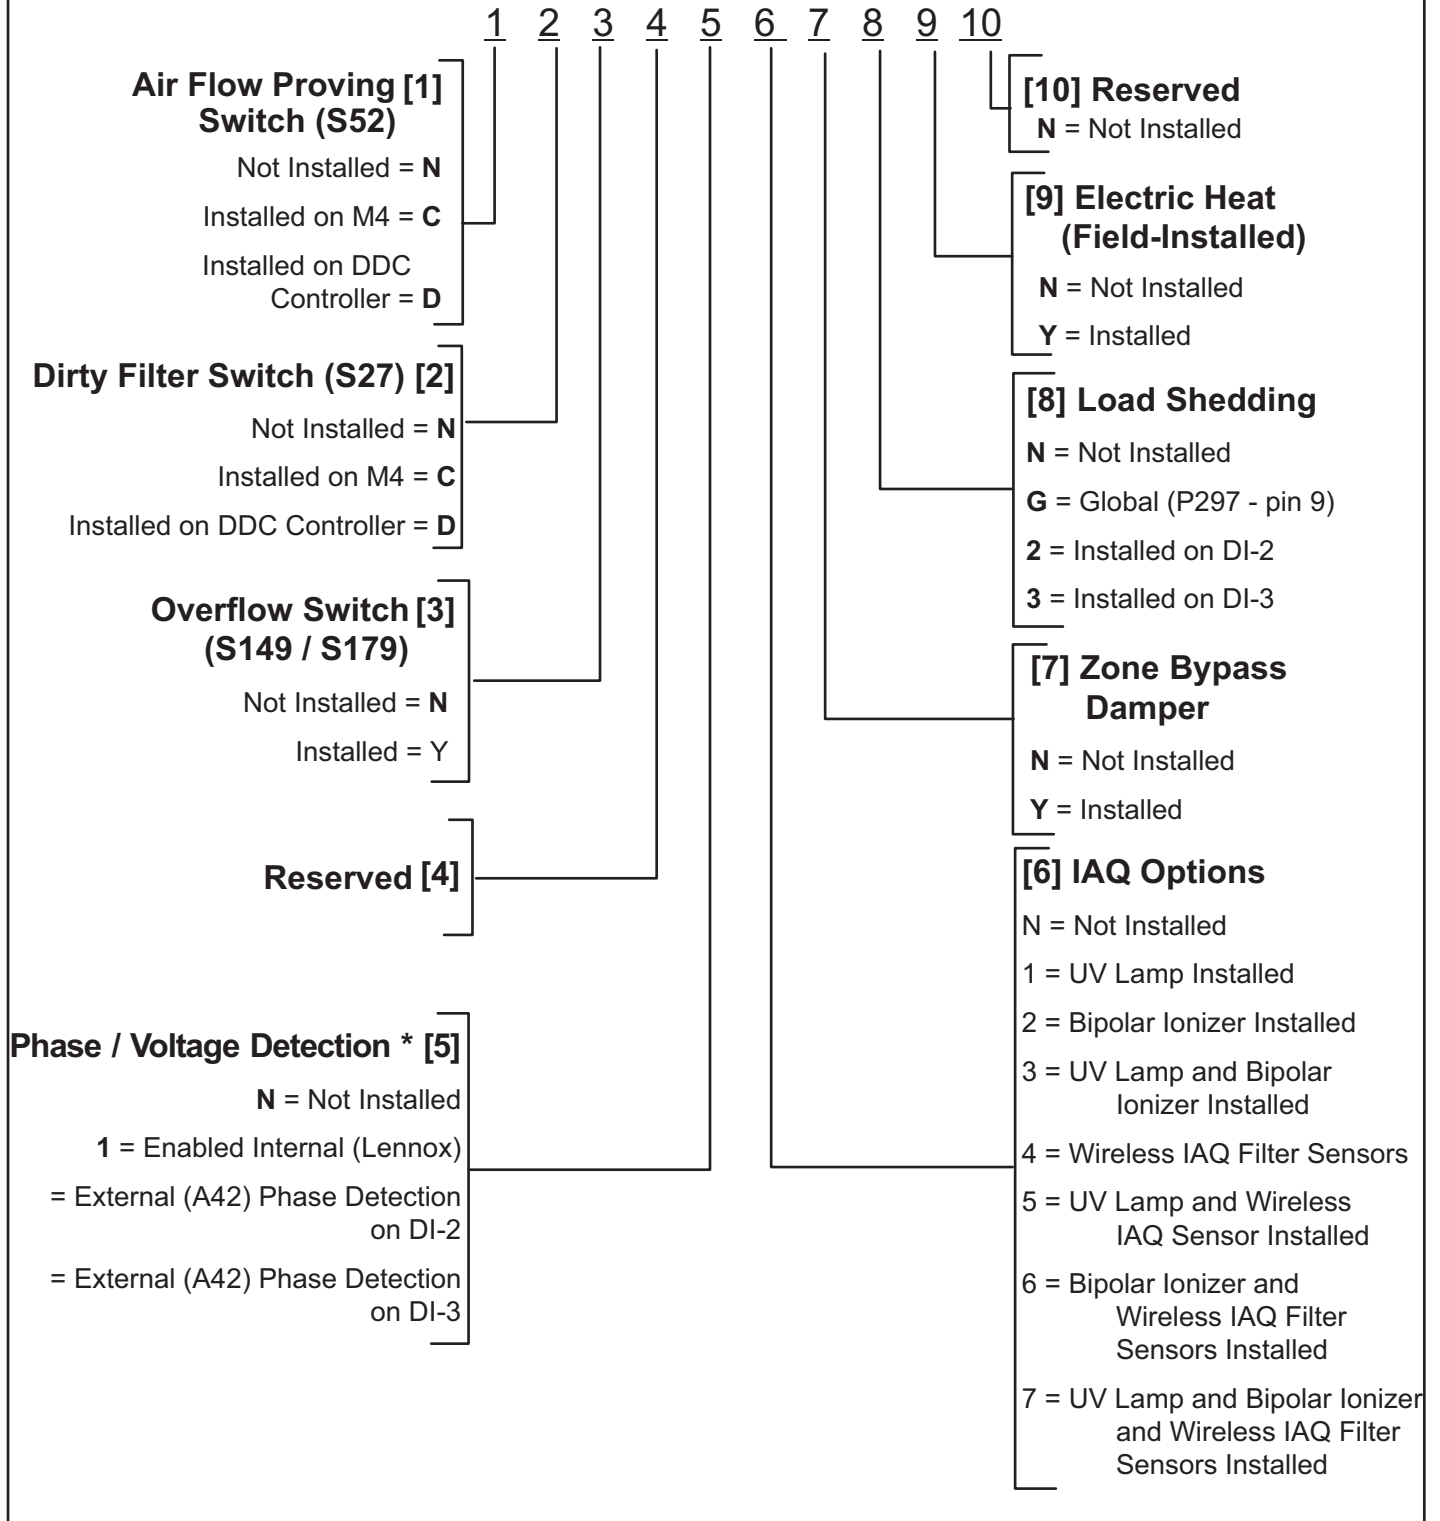 1 2 3 4 5 6 7 8 9 10
Air Flow Proving [1]
Switch (S52)
Not Installed = N
Installed on M4 = C
Installed on DDC
Controller = D
Dirty Filter Switch (S27) [2]
Not Installed = N
Installed on M4 = C
Installed on DDC Controller = D
Overflow Switch [3]
(S149 / S179)
Not Installed = N
Installed = Y
Reserved [4]
Phase / Voltage Detection * [5]
N = Not Installed
1 = Enabled Internal (Lennox)
= External (A42) Phase Detection
on DI-2
= External (A42) Phase Detection
on DI-3
[10] Reserved
N = Not Installed
[9] Electric Heat
(Field-Installed)
N = Not Installed
Y = Installed
[8] Load Shedding
N = Not Installed
G = Global (P297 - pin 9)
2 = Installed on DI-2
3 = Installed on DI-3
[7] Zone Bypass
Damper
N = Not Installed
Y = Installed
[6] IAQ Options
N = Not Installed
1 = UV Lamp Installed
2 = Bipolar Ionizer Installed
3 = UV Lamp and Bipolar
Ionizer Installed
4 = Wireless IAQ Filter Sensors
5 = UV Lamp and Wireless
IAQ Sensor Installed
6 = Bipolar Ionizer and
Wireless IAQ Filter
Sensors Installed
7 = UV Lamp and Bipolar Ionizer
and Wireless IAQ Filter
Sensors Installed